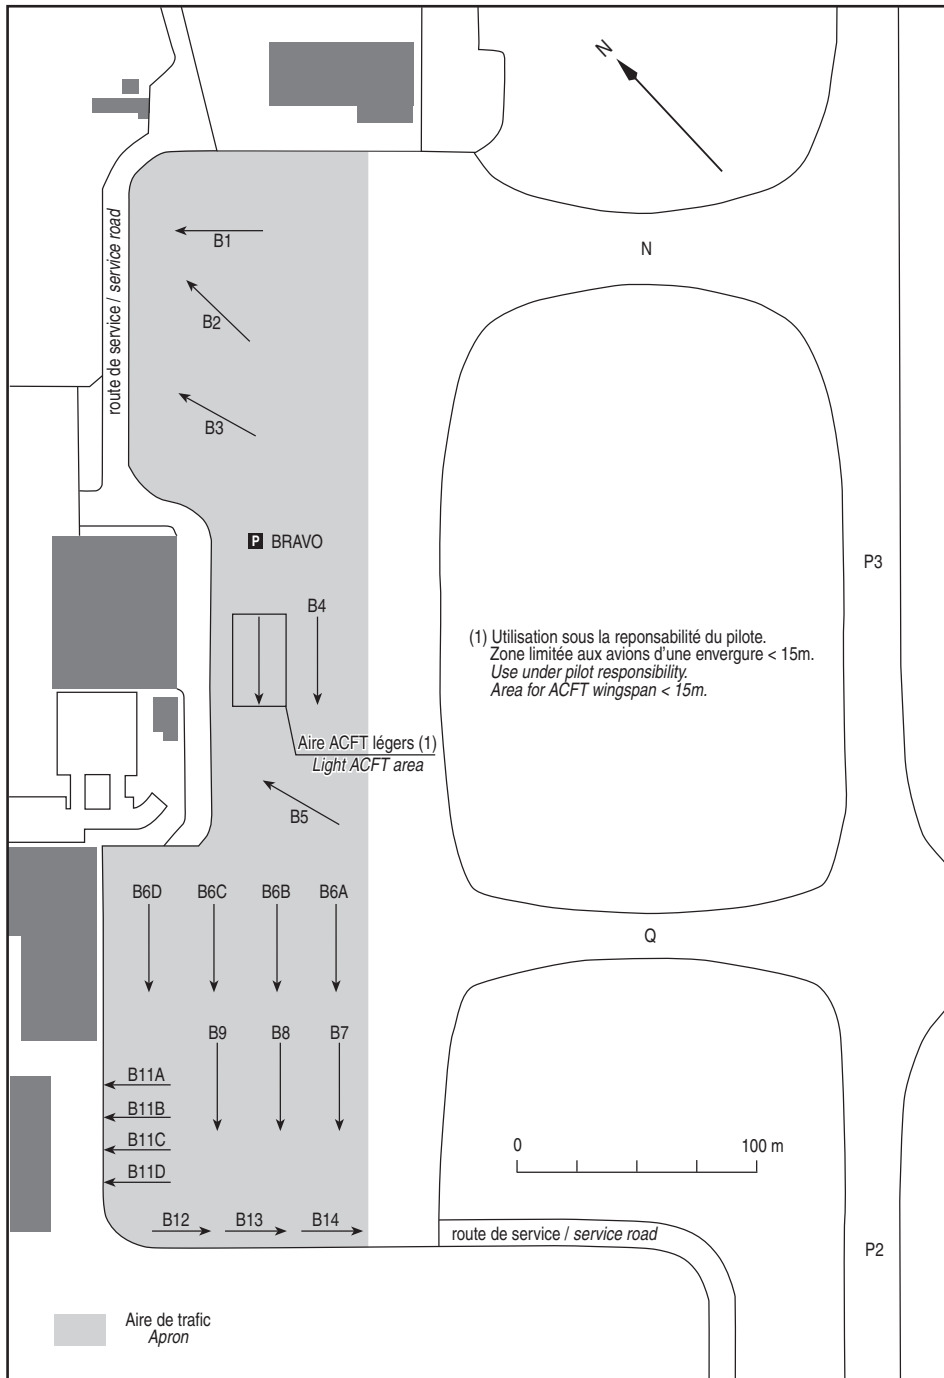 N
B1
N
route de service / service road
B2
B3
P BRAVO
P3
B4
(1) Utilisation sous la reponsabilité du pilote.
Zone limitée aux avions d'une envergure < 15m.
Use under pilot responsibility.
Area for ACFT wingspan < 15m.
Aire ACFT légers (1)
Light ACFT area
B5
B6D B6C B6B B6A
Q
B9 B8 B7
B11A
B11B
B11C
B11D
0 100 m
B12 B13 B14
route de service / service road
P2
Aire de trafic
Apron